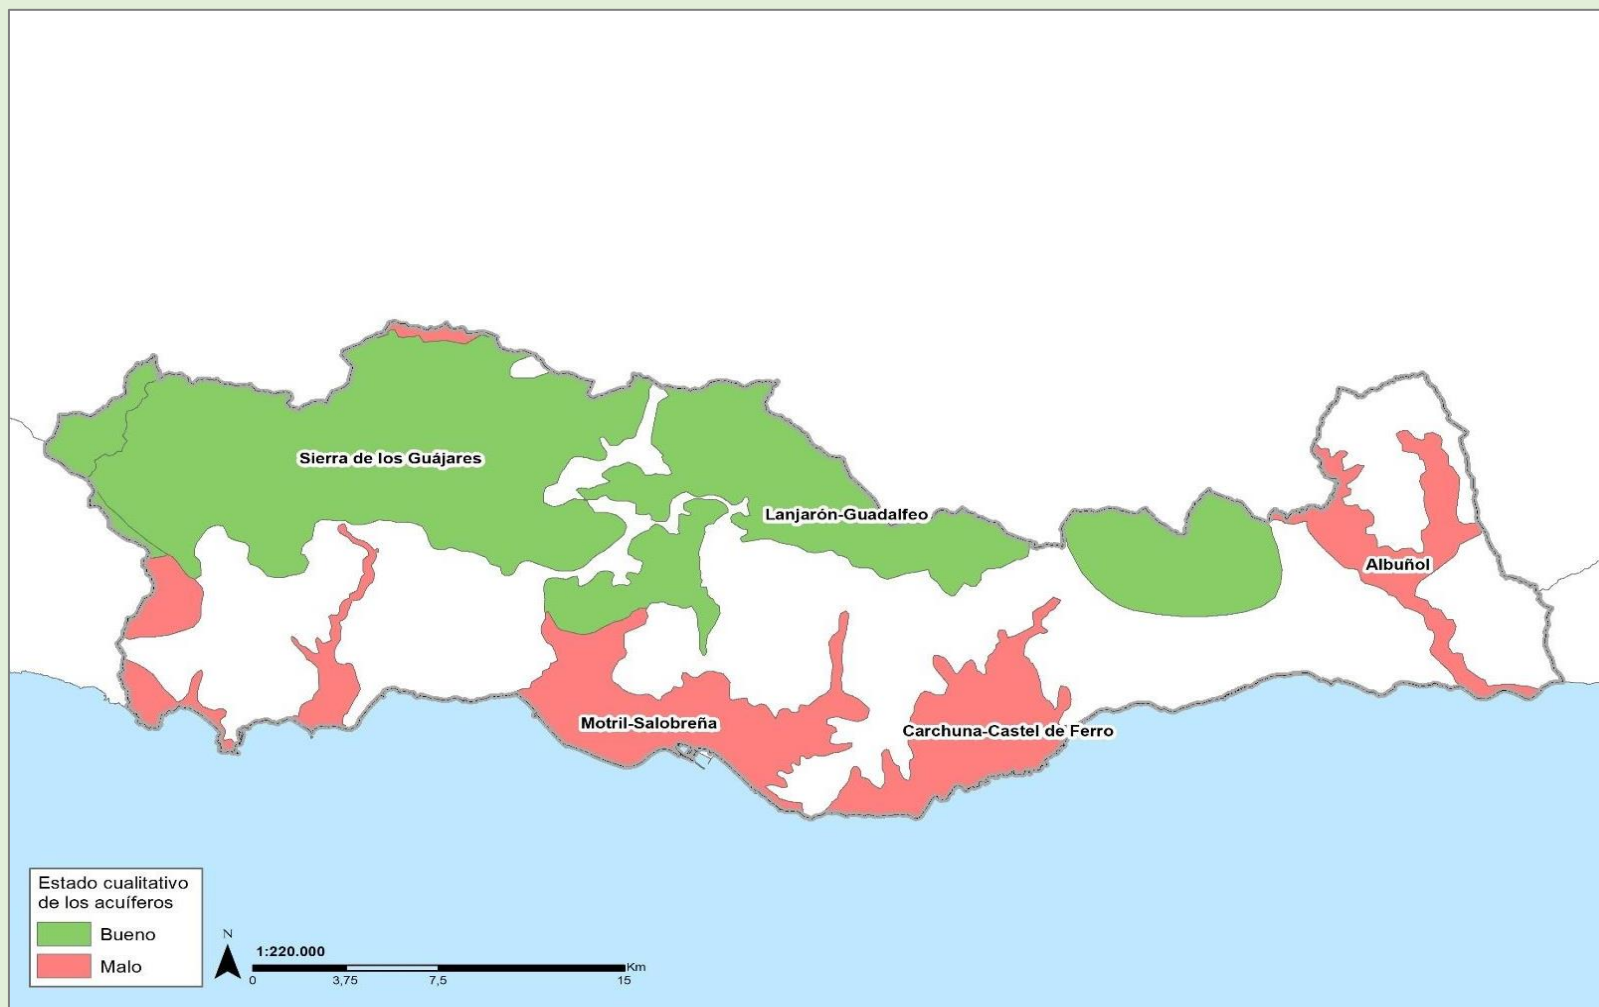 Sierra de los Guájares
Lanjarón-Guadalfeo
Albuñol
Motril-Salobreña
Carchuna-Castel de Ferro
Estado cualitativo
de los acuíferos
Bueno
Malo
N
1:220.000
Km
0 3,75 7,5 15